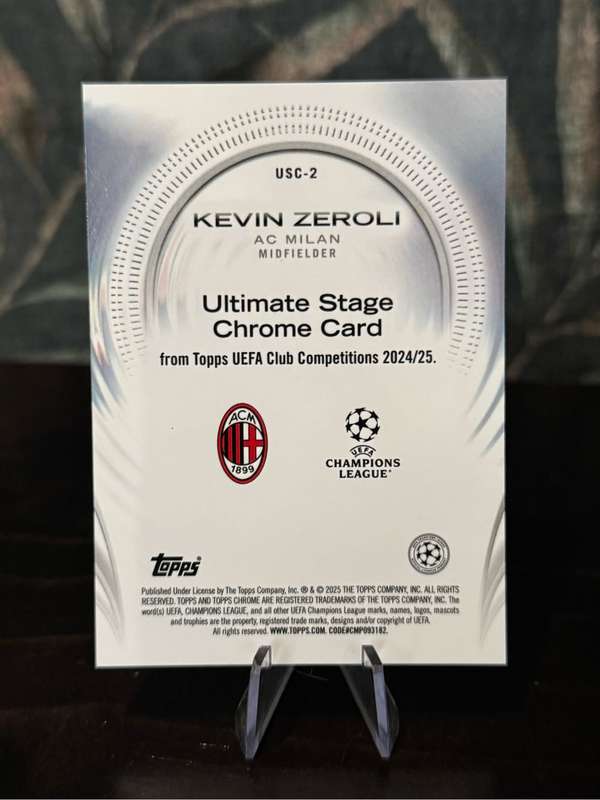 USC-2
KEVIN ZEROLI
AC MILAN
MIDFIELDER
Ultimate Stage
Chrome Card
from Topps UEFA Club Competitions 2024/25.
ACM
1899
UEFA
CHAMPIONS
LEAGUE®
topps®
Published Under License by The Topps Company, Inc. ® & © 2025 THE TOPPS COMPANY, INC. ALL RIGHTS
RESERVED. TOPPS AND TOPPS CHROME ARE REGISTERED TRADEMARKS OF THE TOPPS COMPANY, INC. The
word(s) UEFA, CHAMPIONS LEAGUE, and all other UEFA Champions League marks, names, logos, mascots
and trophies are the property, registered trade marks, designs and/or copyright of UEFA.
All rights reserved. WWW.TOPPS.COM. CODE#CMP093182.